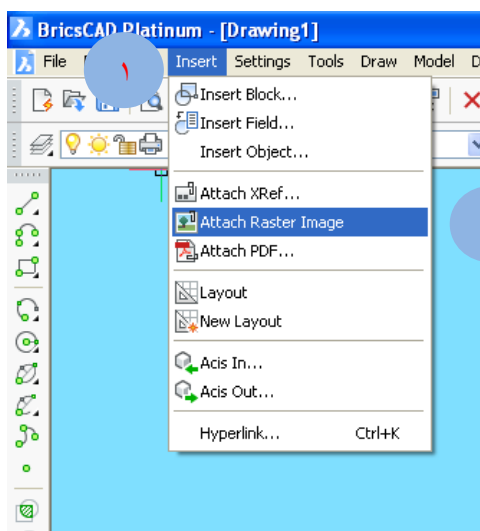 BricsCAD Platinum - [Drawing1]
File
١
Insert Settings Tools Draw Model
Insert Block...
Insert Field...
Insert Object...
Attach XRef...
Attach Raster Image
Attach PDF...
Layout
New Layout
Acis In...
Acis Out...
Hyperlink... Ctrl+K